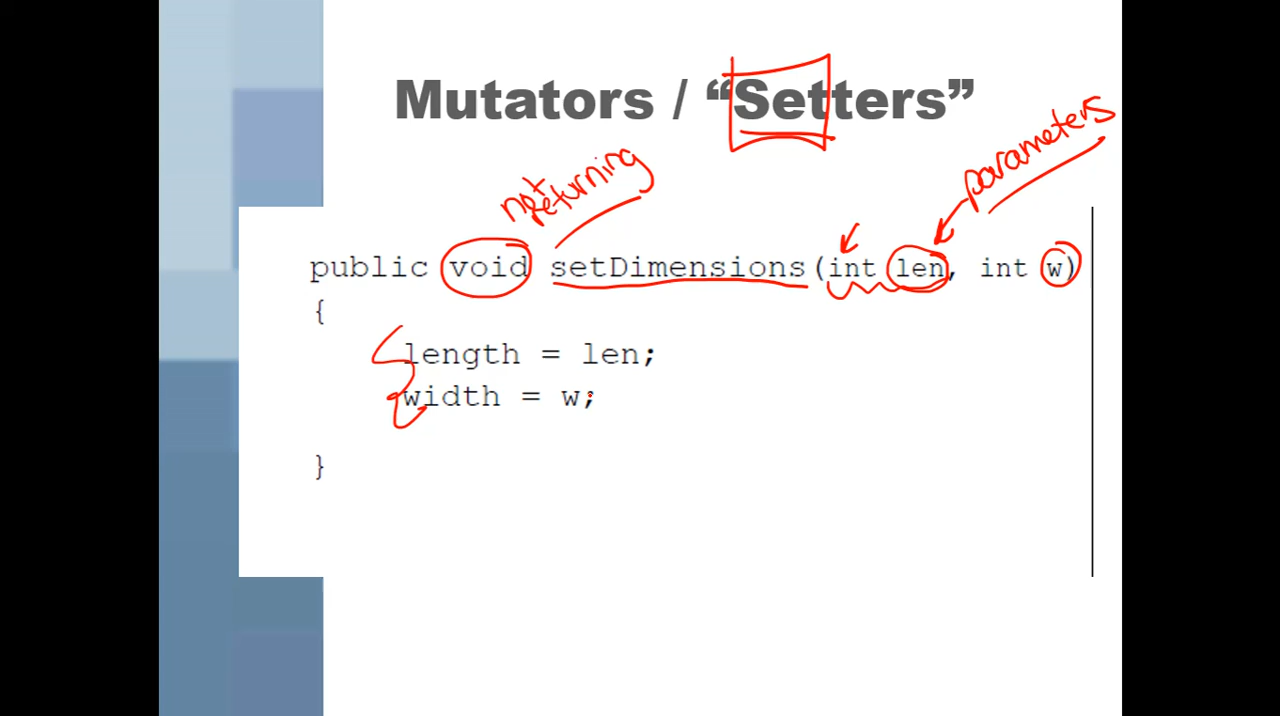 Mutators / “Setters”
parameters
not
returning
public void setDimensions(int len, int w)
{
length = len;
width = w;
}